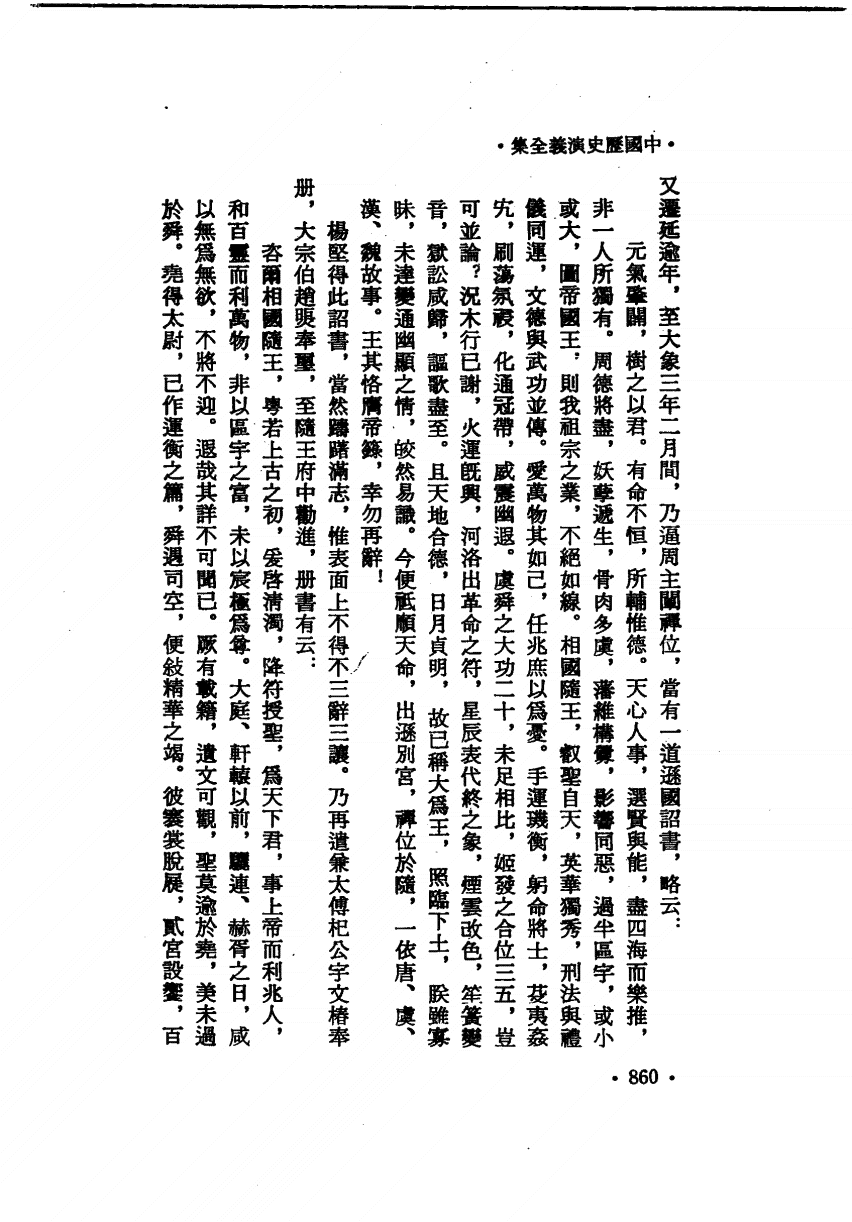 ·中國歷史演義全集·
又遷延逾年，至大象三年二月間，乃逼周主闡禪位，當有一道遜國詔書，略云：
元氣肇闢，樹之以君。有命不恒，所輔惟德。天心人事，選賢與能，盡四海而樂推，
非一人所獨有。周德將盡，妖孽遞生，骨肉多虞，藩維構釁，影響同惡，過半區宇，或小
或大，圖帝國王，則我祖宗之業，不絕如線。相國隨王，叡聖自天，英華獨秀，刑法與禮
儀同運，文德與武功並傳。愛萬物其如己，任兆庶以爲憂。手運璣衡，躬命將士，芟夷姦
宄，刷蕩氛祲，化通冠帶，威震幽遐。虞舜之大功二十，未足相比，姬發之合位三五，豈
可並論？況木行已謝，火運旣興，河洛出革命之符，星辰表代終之象，煙雲改色，笙簧變
音，獄訟咸歸，謳歌盡至。且天地合德，日月貞明，故已稱大爲王，照臨下土，朕雖寡
昧，未達變通幽顯之情，皎然易識。今便祗順天命，出遜別宮，禪位於隨，一依唐、虞、
漢、魏故事。王其恪膺帝籙，幸勿再辭！
楊堅得此詔書，當然躊躇滿志，惟表面上不得不三辭三讓。乃再遣兼太傅杞公宇文椿奉
册，大宗伯趙煚奉璽，至隨王府中勸進，册書有云：
咨爾相國隨王，粵若上古之初，爰啓淸濁，降符授聖，爲天下君，事上帝而利兆人，
和百靈而利萬物，非以區宇之富，未以宸極爲尊。大庭、軒轅以前，驪連、赫胥之日，咸
以無爲無欲，不將不迎。遐哉其詳不可聞已。厥有載籍，遺文可觀，聖莫逾於堯，美未過
於舜。堯得太尉，已作運衡之篇，舜遇司空，便敍精華之竭。彼褰裳脫屣，貳宮設饗，百
·860·